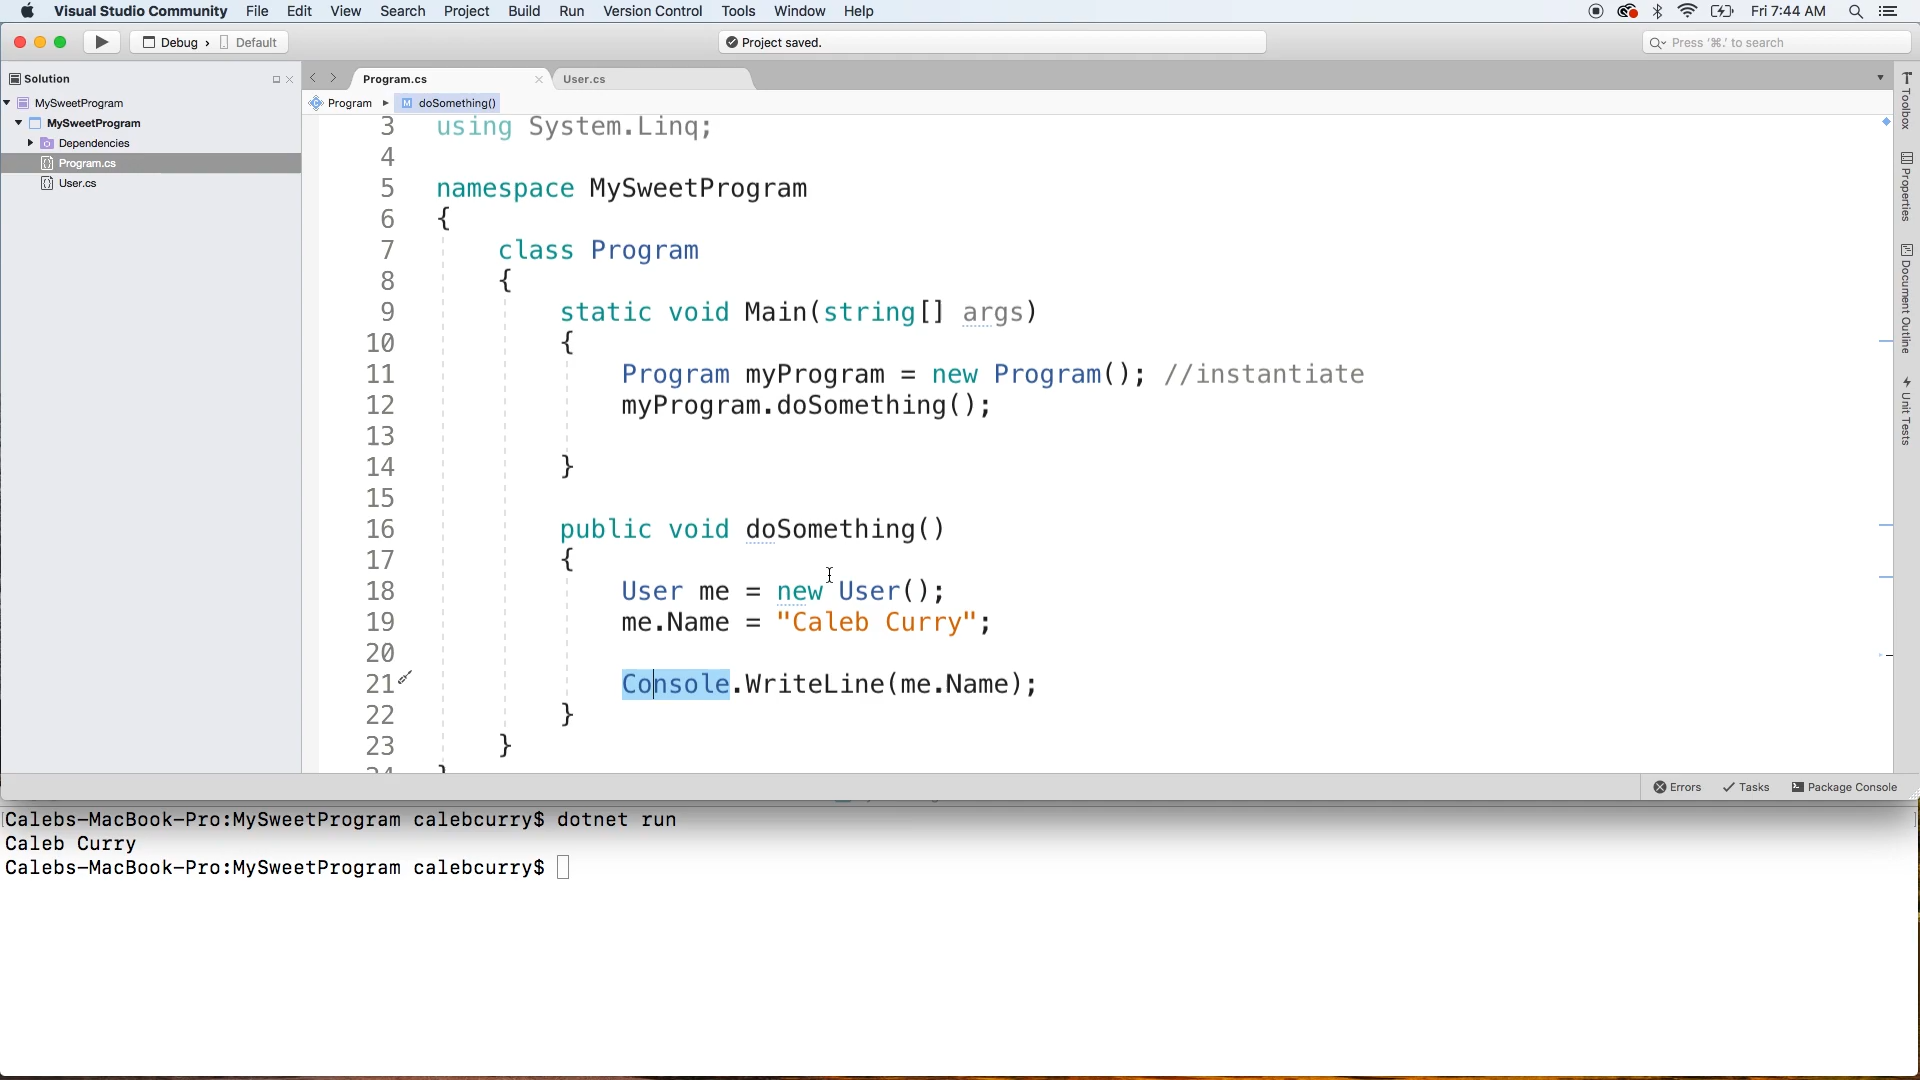 Visual Studio Community File Edit View Search Project Build Run Version Control Tools Window Help Fri 7:44 AM
Debug › Default Project saved. Press '⌘.' to search
Solution Program.cs User.cs
MySweetProgram Program ▸ M doSomething()
MySweetProgram
Dependencies
Program.cs
User.cs
3 using System.Linq;
4
5 namespace MySweetProgram
6 {
7 class Program
8 {
9 static void Main(string[] args)
10 {
11 Program myProgram = new Program(); //instantiate
12 myProgram.doSomething();
13
14 }
15
16 public void doSomething()
17 {
18 User me = new User();
19 me.Name = "Caleb Curry";
20
21 Console.WriteLine(me.Name);
22 }
23 }
24 }
Toolbox
Properties
Document Outline
Unit Tests
Errors Tasks Package Console
Calebs-MacBook-Pro:MySweetProgram calebcurry$ dotnet run
Caleb Curry
Calebs-MacBook-Pro:MySweetProgram calebcurry$